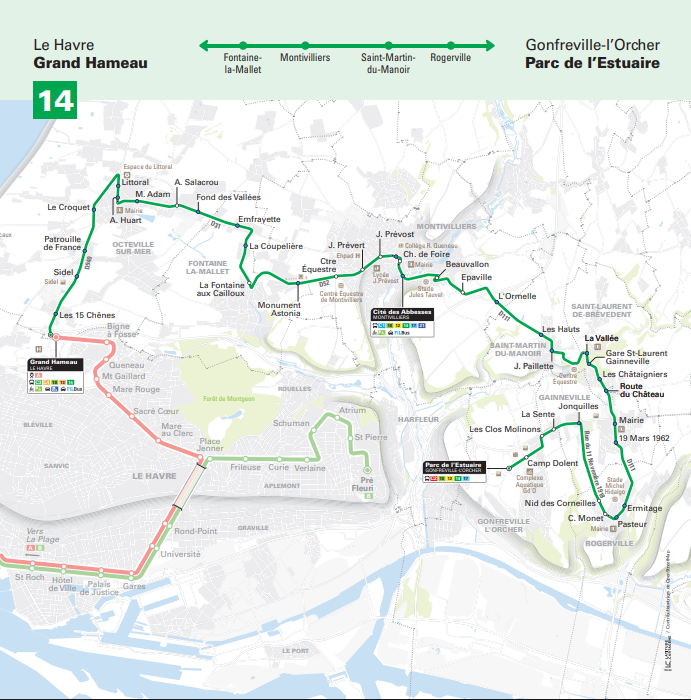 Le Havre
Grand Hameau
Fontaine-
la-Mallet
Montivilliers
Saint-Martin-
du-Manoir
Rogerville
Gonfreville-l'Orcher
Parc de l'Estuaire
14
Espace de Littoral
Littoral
A. Salacrou
M. Adam
Le Croquet
Mairie
A. Huart
Fond des Vallées
D31
Emfrayette
Patrouille
de France
OCTEVILLE
SUR-MER
La Coupelière
D940
FONTAINE
LA-MALLET
Sidel
Sidel
La Fontaine
aux Cailloux
Les 15 Chênes
Monument
Astonia
Ctre
Équestre
D52
Centre Équestre
de Montivilliers
J. Prévert
J. Prévost
MONTIVILLIERS
Collège R. Queneau
Ch. de Foire
Mairie
Lycée
J.Prévost
Beauvallon
Stade
Jules Tauvel
Epaville
L'Ormelle
D111
Cité des Abbesses
MONTIVILLIERS
SAINT-LAURENT
DE-BRÈVEDENT
Les Hauts
SAINT-MARTIN
DU-MANOIR
J. Paillette
La Vallée
Gare St-Laurent
Gainneville
Centre
Équestre
Les Châtaigniers
Route
du Château
GAINNEVILLE
Jonquilles
La Sente
Les Clos Molinons
Mairie
19 Mars 1962
Rue du 11 Novembre 1918
D111
Parc de l'Estuaire
GONFREVILLE-L'ORCHER
Camp Dolent
Complexe
Aquatique
Stade
Michel
Hidalgo
Nid des Corneilles
Ermitage
C. Monet
Pasteur
Mairie
ROGERVILLE
GONFREVILLE
L'ORCHER
HARFLEUR
Grand Hameau
LE HAVRE
Bigne
à Fosse
Queneau
Mt Gaillard
Mare Rouge
Sacré Cœur
Mare
au Clerc
Place
Jenner
Forêt de Montgeon
ROUELLES
Atrium
Schuman
St Pierre
Frileuse
Curie
Verlaine
Pré
Fleuri
B
APLEMONT
BLÉVILLE
SANVIC
LE HAVRE
GRAVILLE
Rond-Point
Université
Vers
La Plage
A B
St Roch
Hôtel
de Ville
Palais
de Justice
Gares
LE PORT